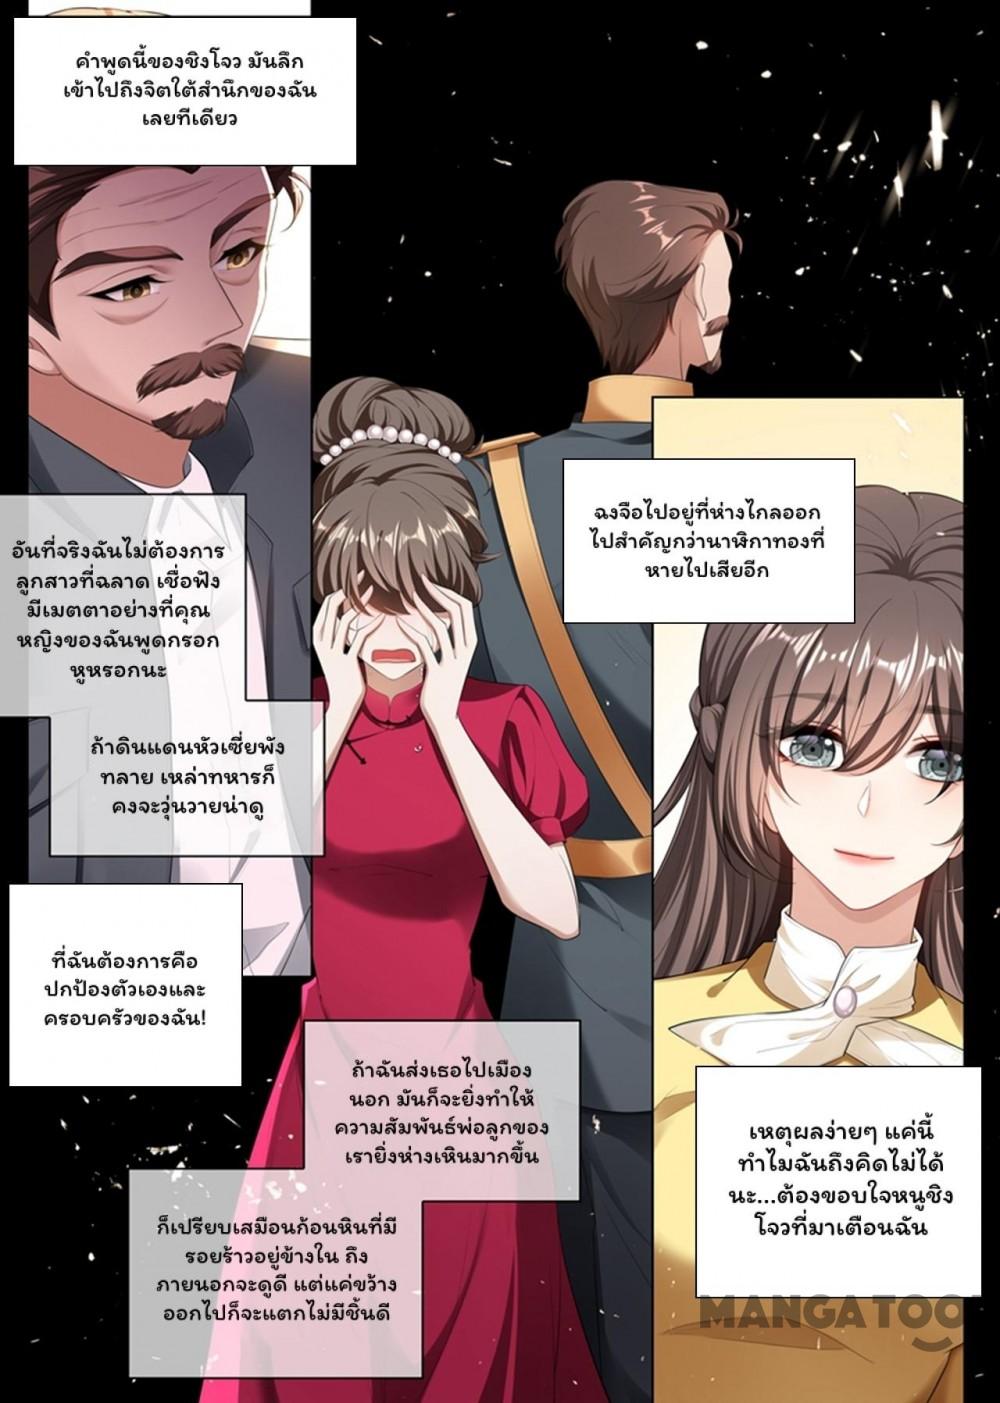 คำพูดนี้ของชิงโจว มันลึก
เข้าไปถึงจิตใต้สำนึกของฉัน
เลยทีเดียว
ฉงจือไปอยู่ที่ห่างไกลออก
ไปสำคัญกว่านาฬิกาทองที่
หายไปเสียอีก
อันที่จริงฉันไม่ต้องการ
ลูกสาวที่ฉลาด เชื่อฟัง
มีเมตตาอย่างที่คุณ
หญิงของฉันพูดกรอก
หูหรอกนะ
ถ้าดินแดนหัวเซี่ยพัง
ทลาย เหล่าทหารก็
คงจะวุ่นวายน่าดู
ที่ฉันต้องการคือ
ปกป้องตัวเองและ
ครอบครัวของฉัน!
ถ้าฉันส่งเธอไปเมือง
นอก มันก็จะยิ่งทำให้
ความสัมพันธ์พ่อลูกของ
เรายิ่งห่างเหินมากขึ้น
ก็เปรียบเสมือนก้อนหินที่มี
รอยร้าวอยู่ข้างใน ถึง
ภายนอกจะดูดี แต่แค่ขว้าง
ออกไปก็จะแตกไม่มีชิ้นดี
เหตุผลง่ายๆ แค่นี้
ทำไมฉันถึงคิดไม่ได้
นะ...ต้องขอบใจหนูชิง
โจวที่มาเตือนฉัน
MANGATOON